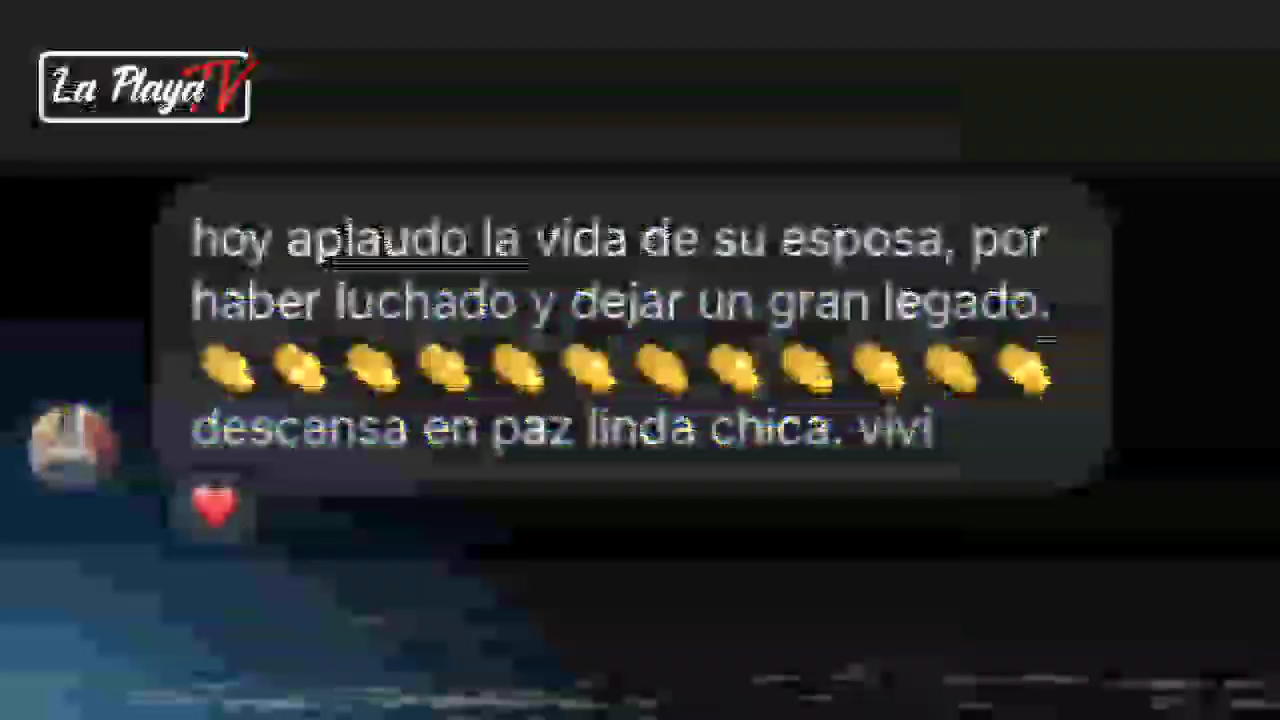 La Playa TV
hoy aplaudo la vida de su esposa, por
haber luchado y dejar un gran legado.
👏👏👏👏👏👏👏👏👏👏👏👏
descansa en paz linda chica. vivi
❤️